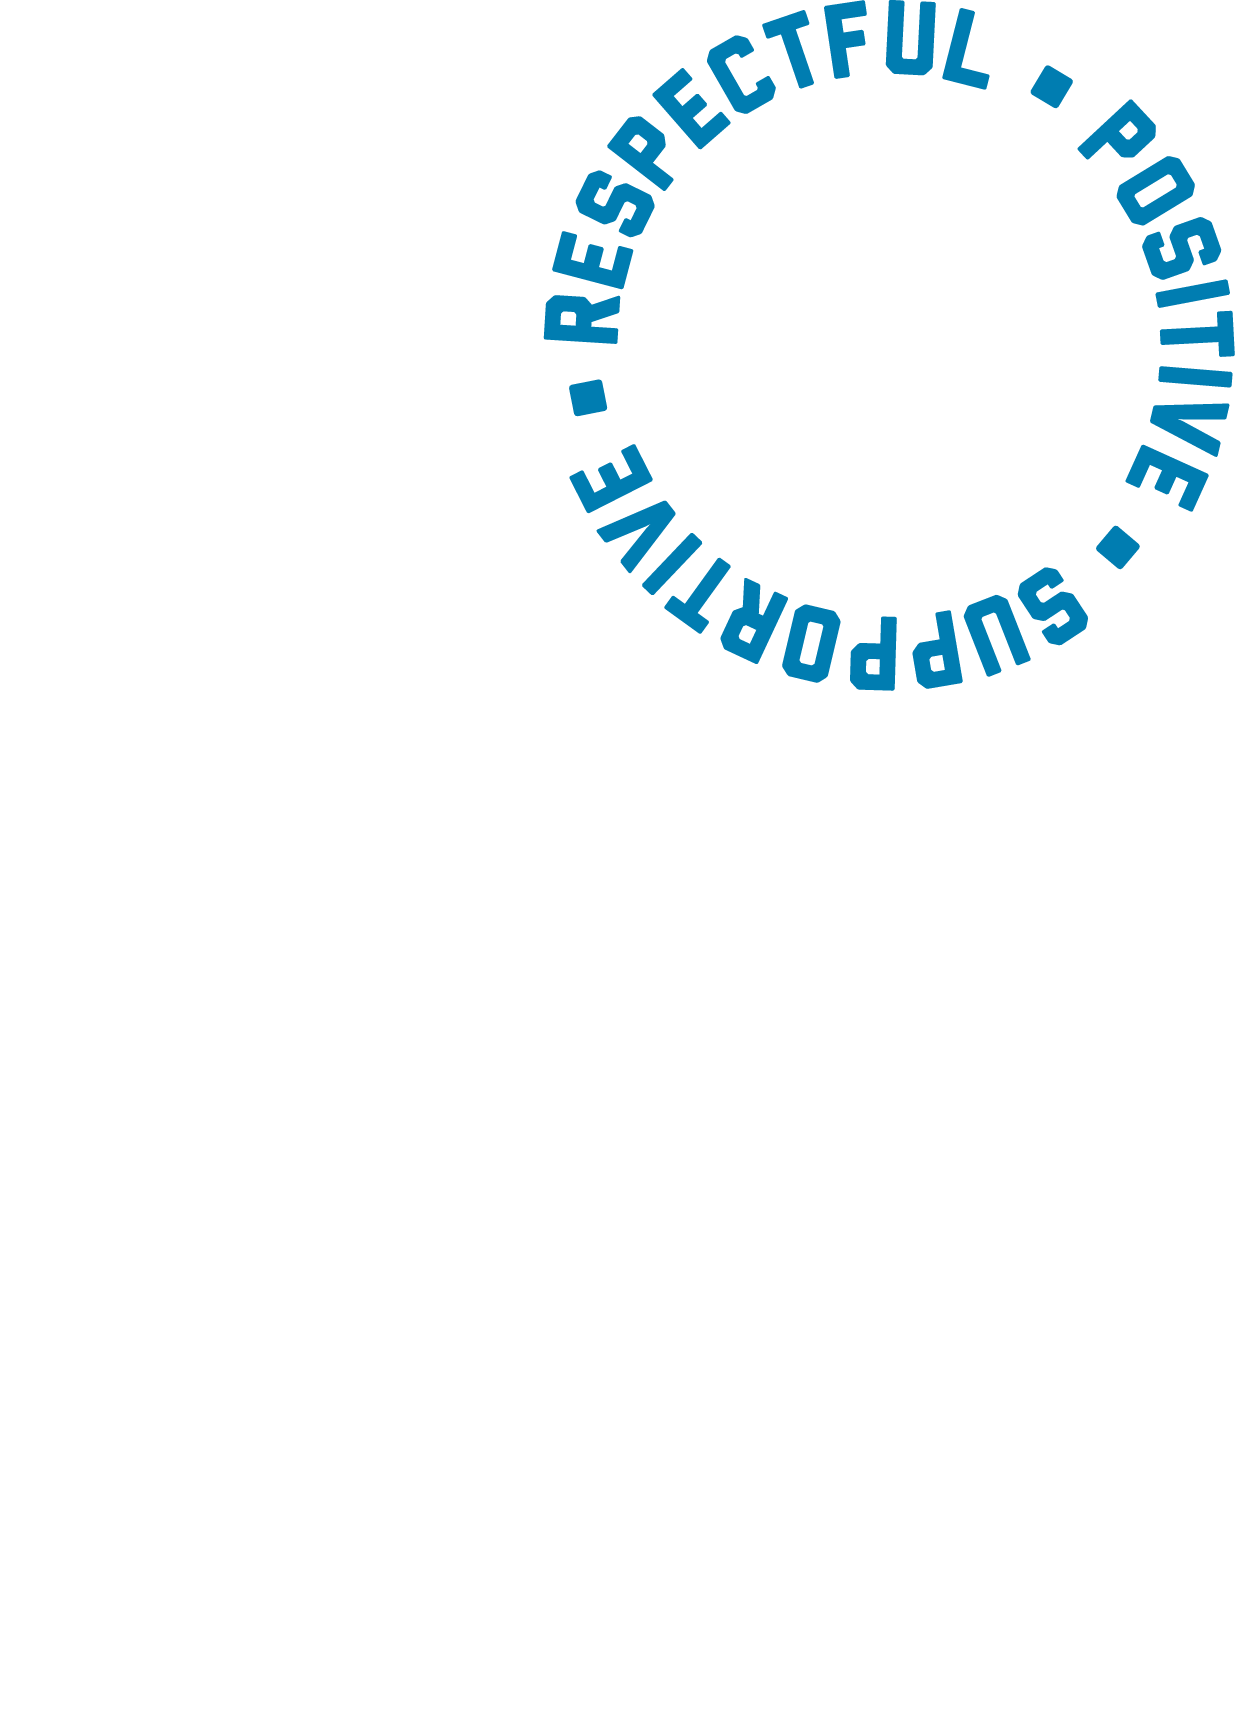 RESPECTFUL ▪ POSITIVE ▪ SUPPORTIVE ▪